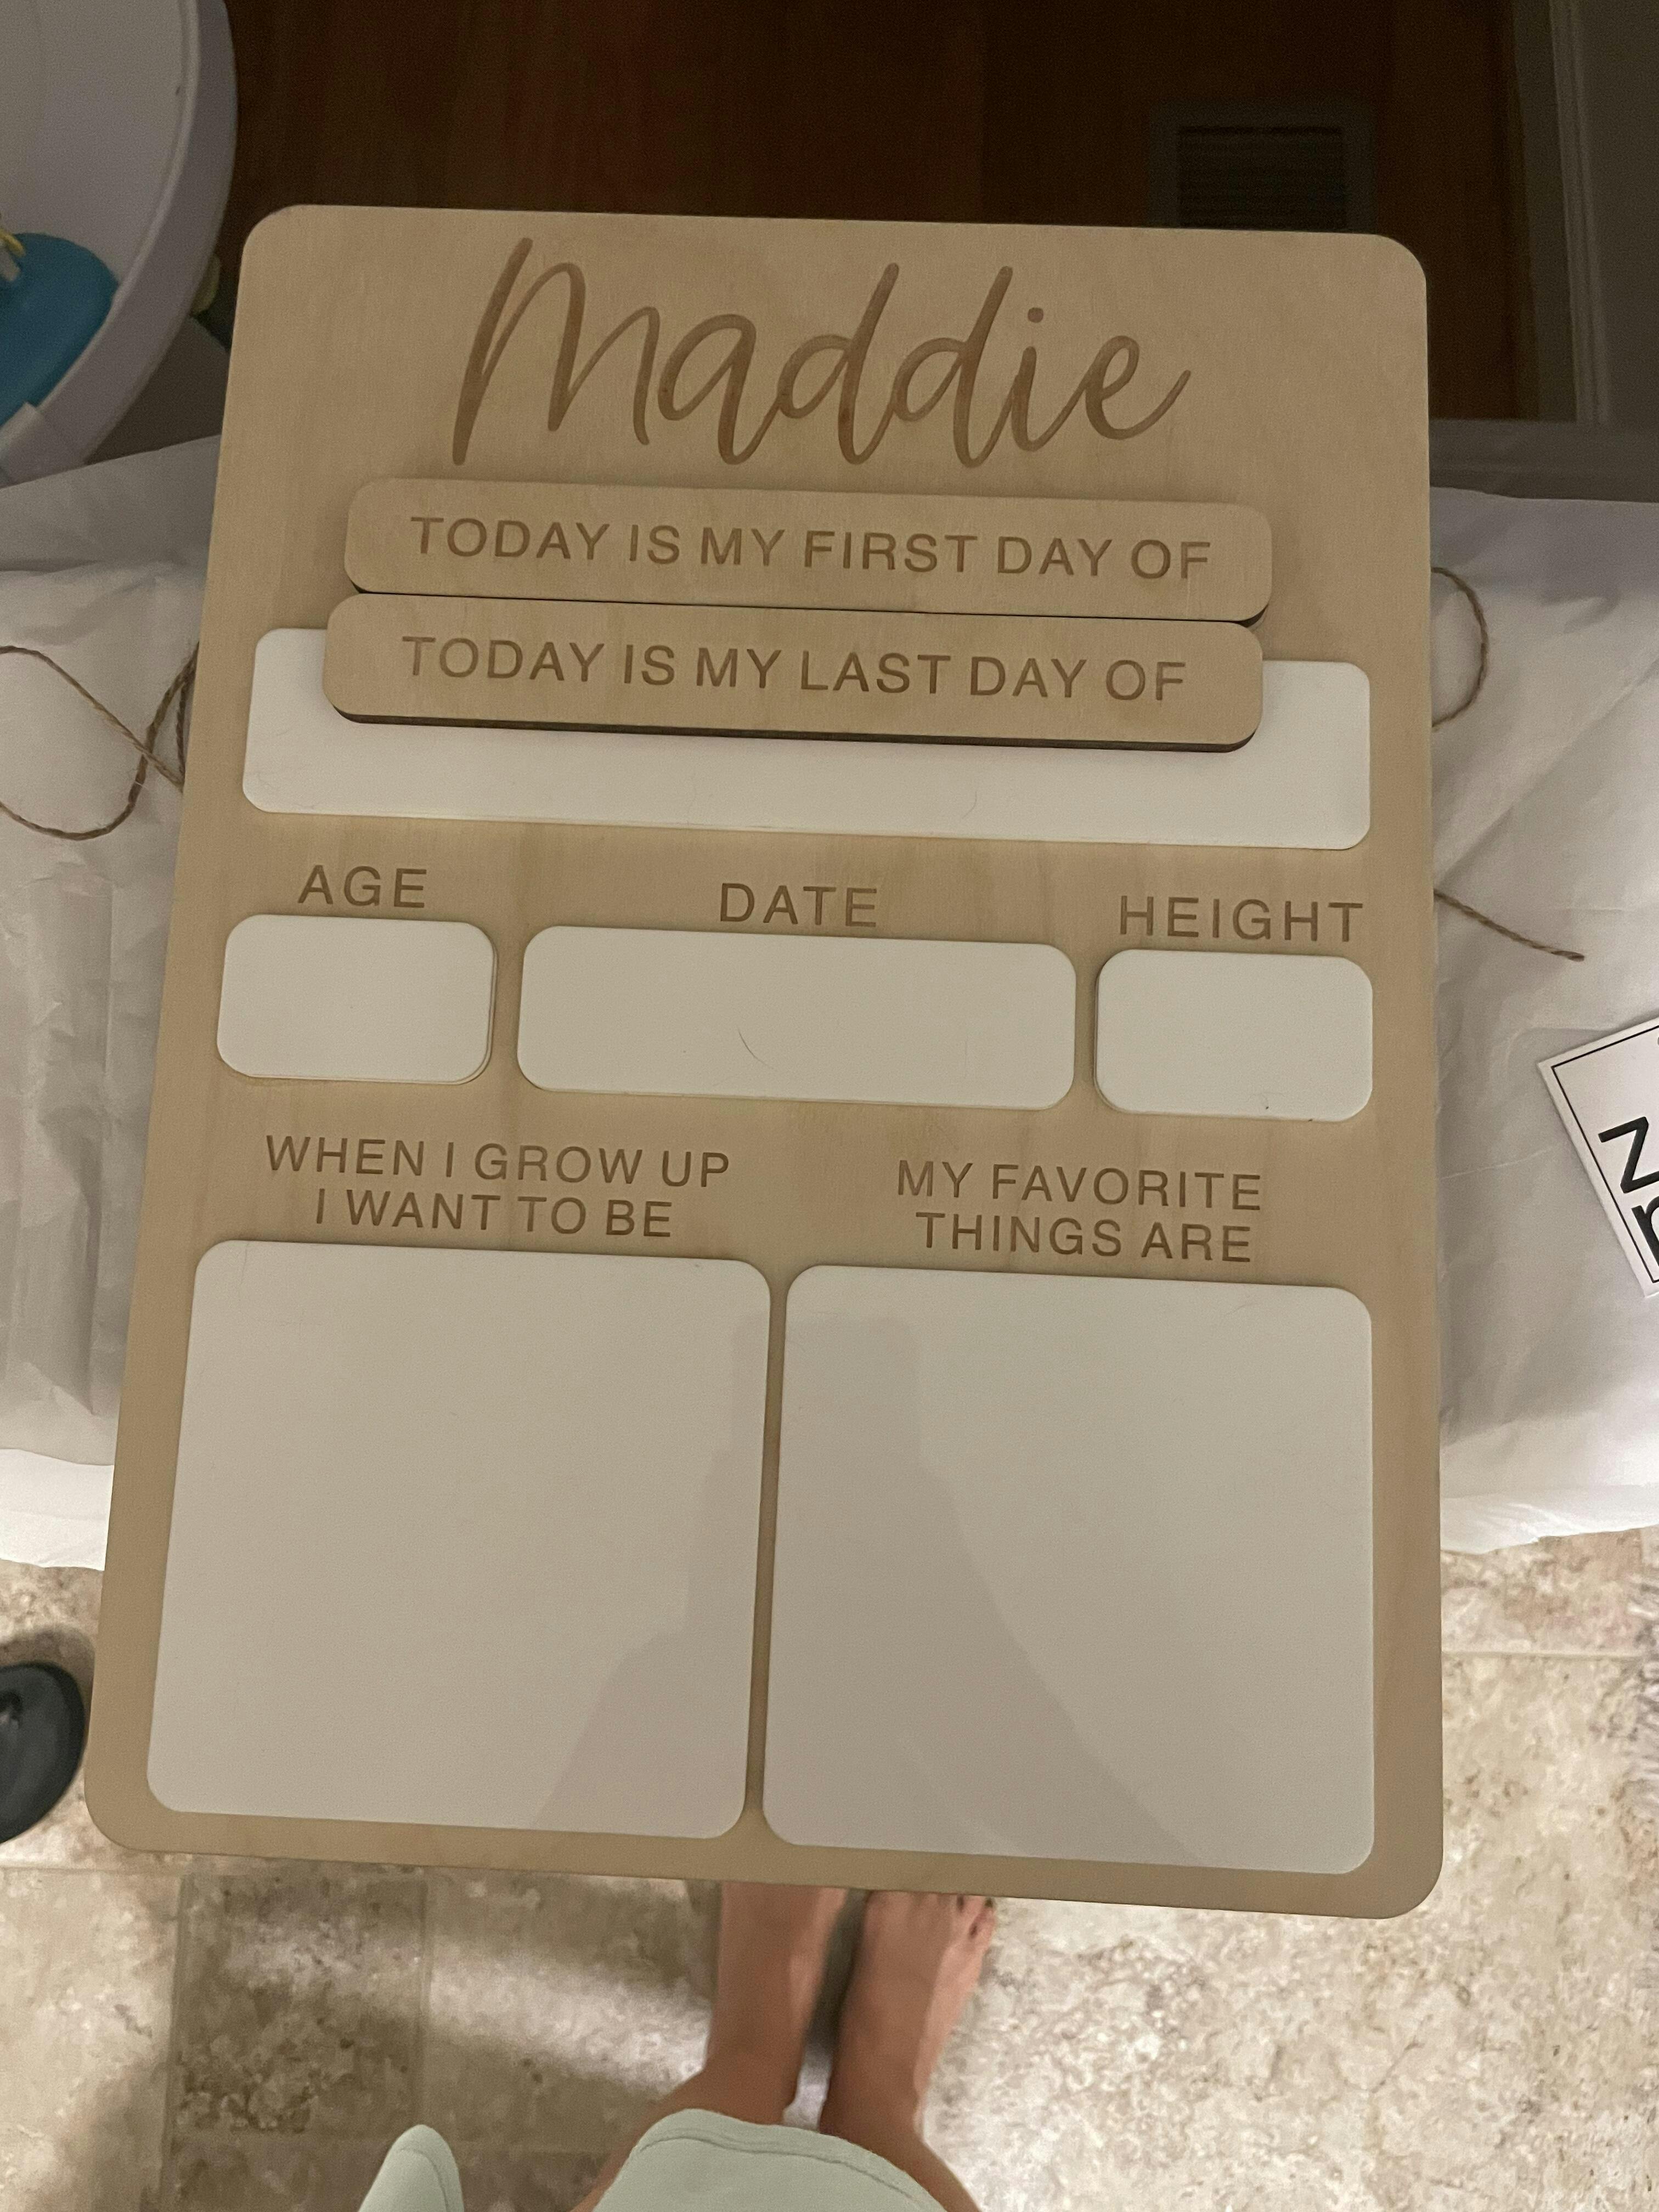 Maddie
TODAY IS MY FIRST DAY OF
TODAY IS MY LAST DAY OF
AGE
DATE
HEIGHT
WHEN I GROW UP
I WANT TO BE
MY FAVORITE
THINGS ARE